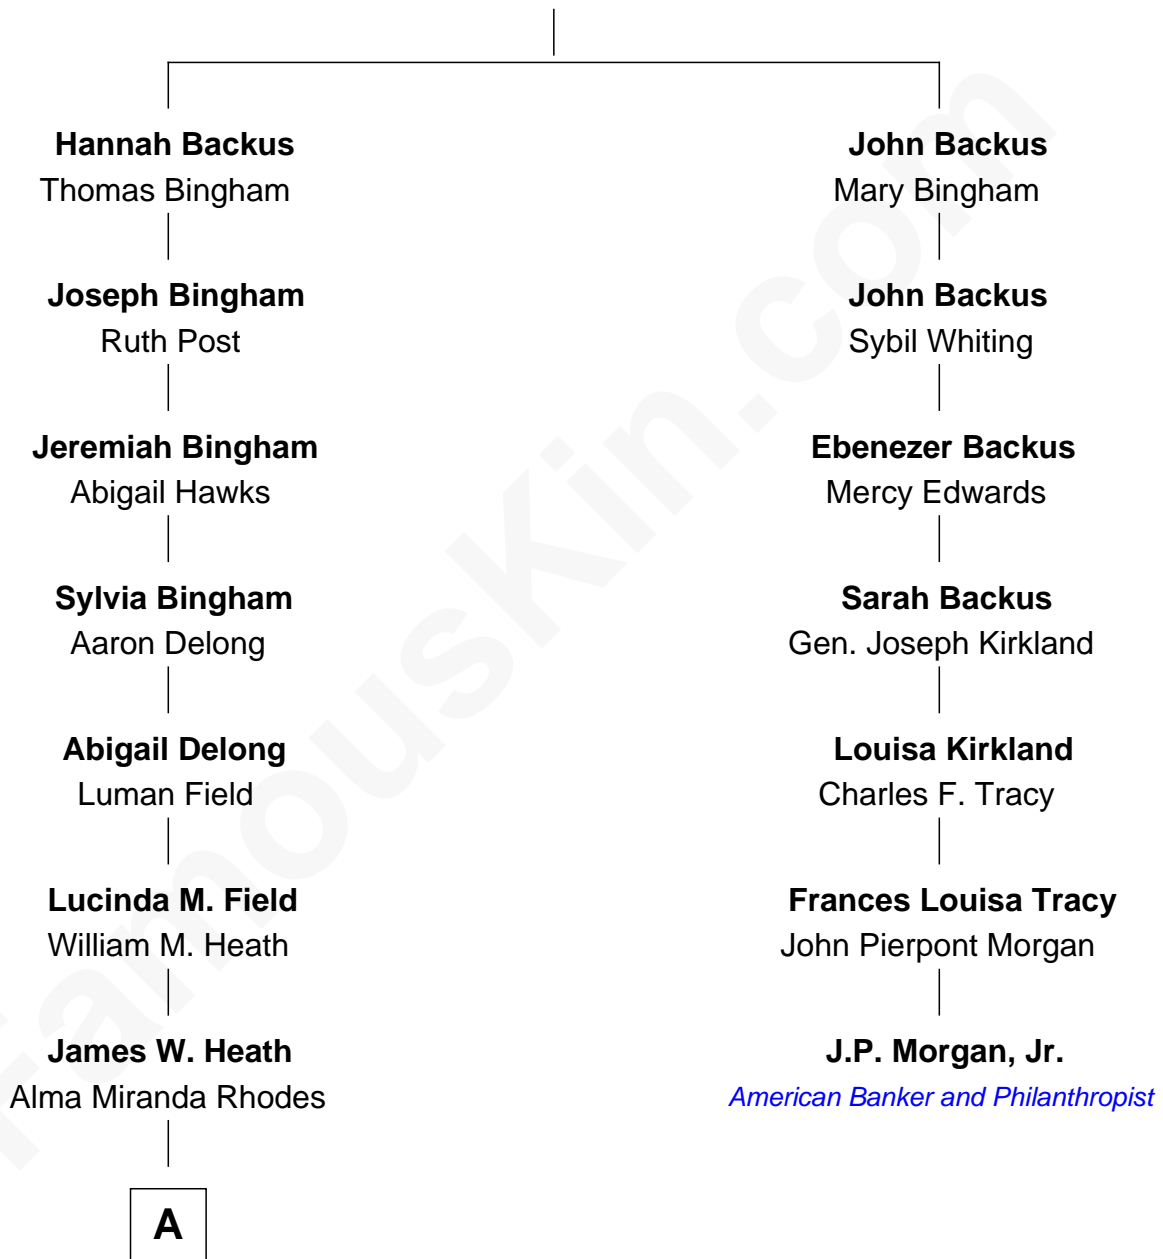 Hannah Backus
Thomas Bingham
Joseph Bingham
Ruth Post
Jeremiah Bingham
Abigail Hawks
Sylvia Bingham
Aaron Delong
Abigail Delong
Luman Field
Lucinda M. Field
William M. Heath
James W. Heath
Alma Miranda Rhodes
A
John Backus
Mary Bingham
John Backus
Sybil Whiting
Ebenezer Backus
Mercy Edwards
Sarah Backus
Gen. Joseph Kirkland
Louisa Kirkland
Charles F. Tracy
Frances Louisa Tracy
John Pierpont Morgan
J.P. Morgan, Jr.
American Banker and Philanthropist
FamousKin.com